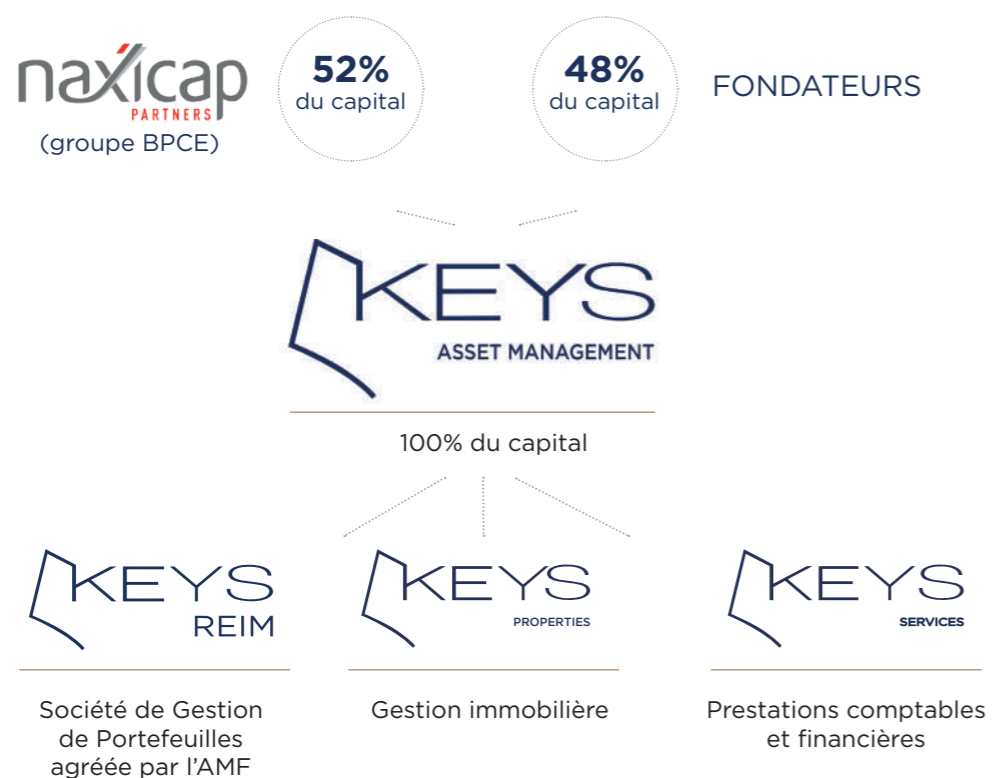 naxicap
PARTNERS
(groupe BPCE)
52%
du capital
48%
du capital
FONDATEURS
KEYS
ASSET MANAGEMENT
100% du capital
KEYS
REIM
Société de Gestion
de Portefeuilles
agréée par l'AMF
KEYS
PROPERTIES
Gestion immobilière
KEYS
SERVICES
Prestations comptables
et financières